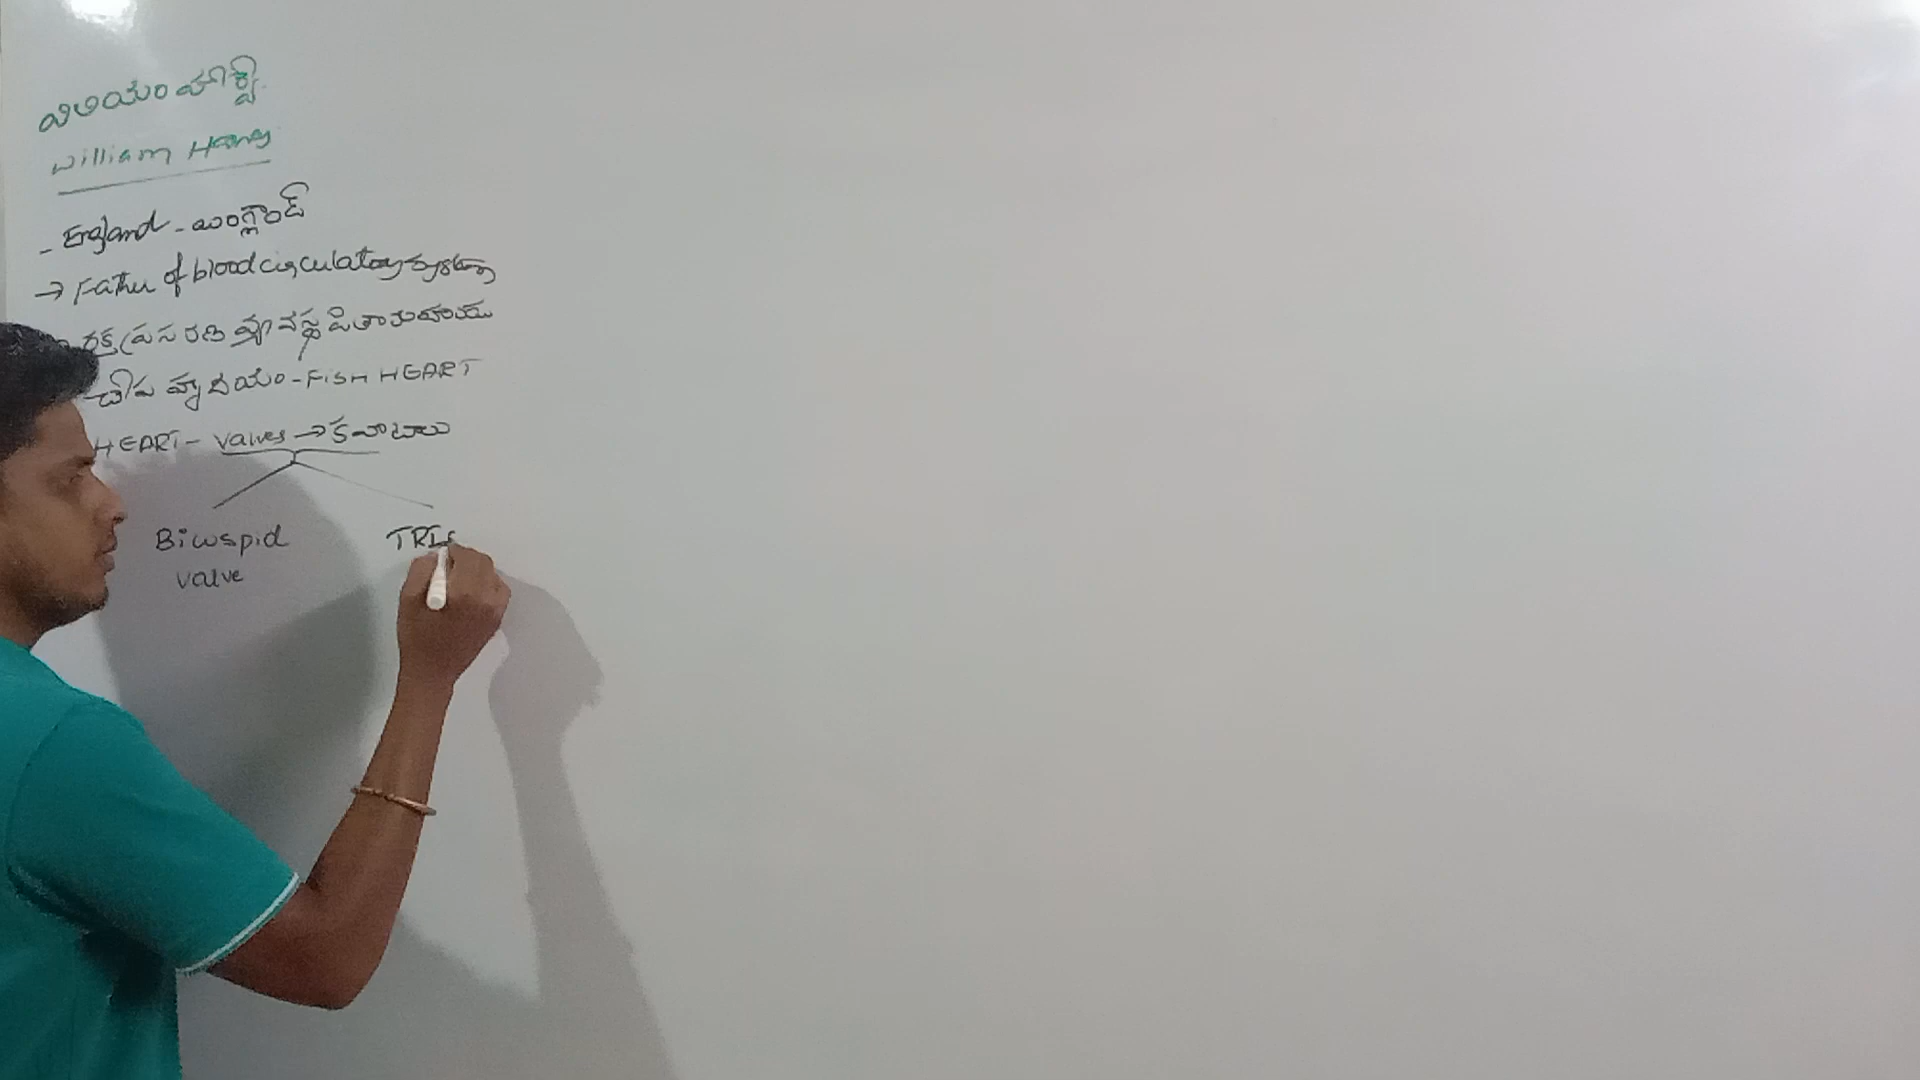 విలియం హార్వే
William Harvey
- England - ఇంగ్లాండ్
→ Father of blood circulatory
రక్త ప్రసరణ వ్యవస్థ పితామహుడు
చేప హృదయం - FISH HEART
HEART - Valves → కవాటాలు
Bicuspid TRIC
valve